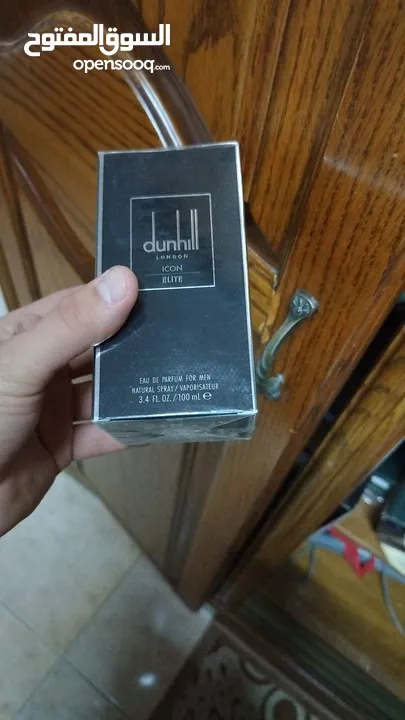 السوق المفتوح
opensooq.com
dunhill
LONDON
ICON
ELITE
EAU DE PARFUM FOR MEN
NATURAL SPRAY / VAPORISATEUR
3.4 FL. OZ. / 100 mL ℮